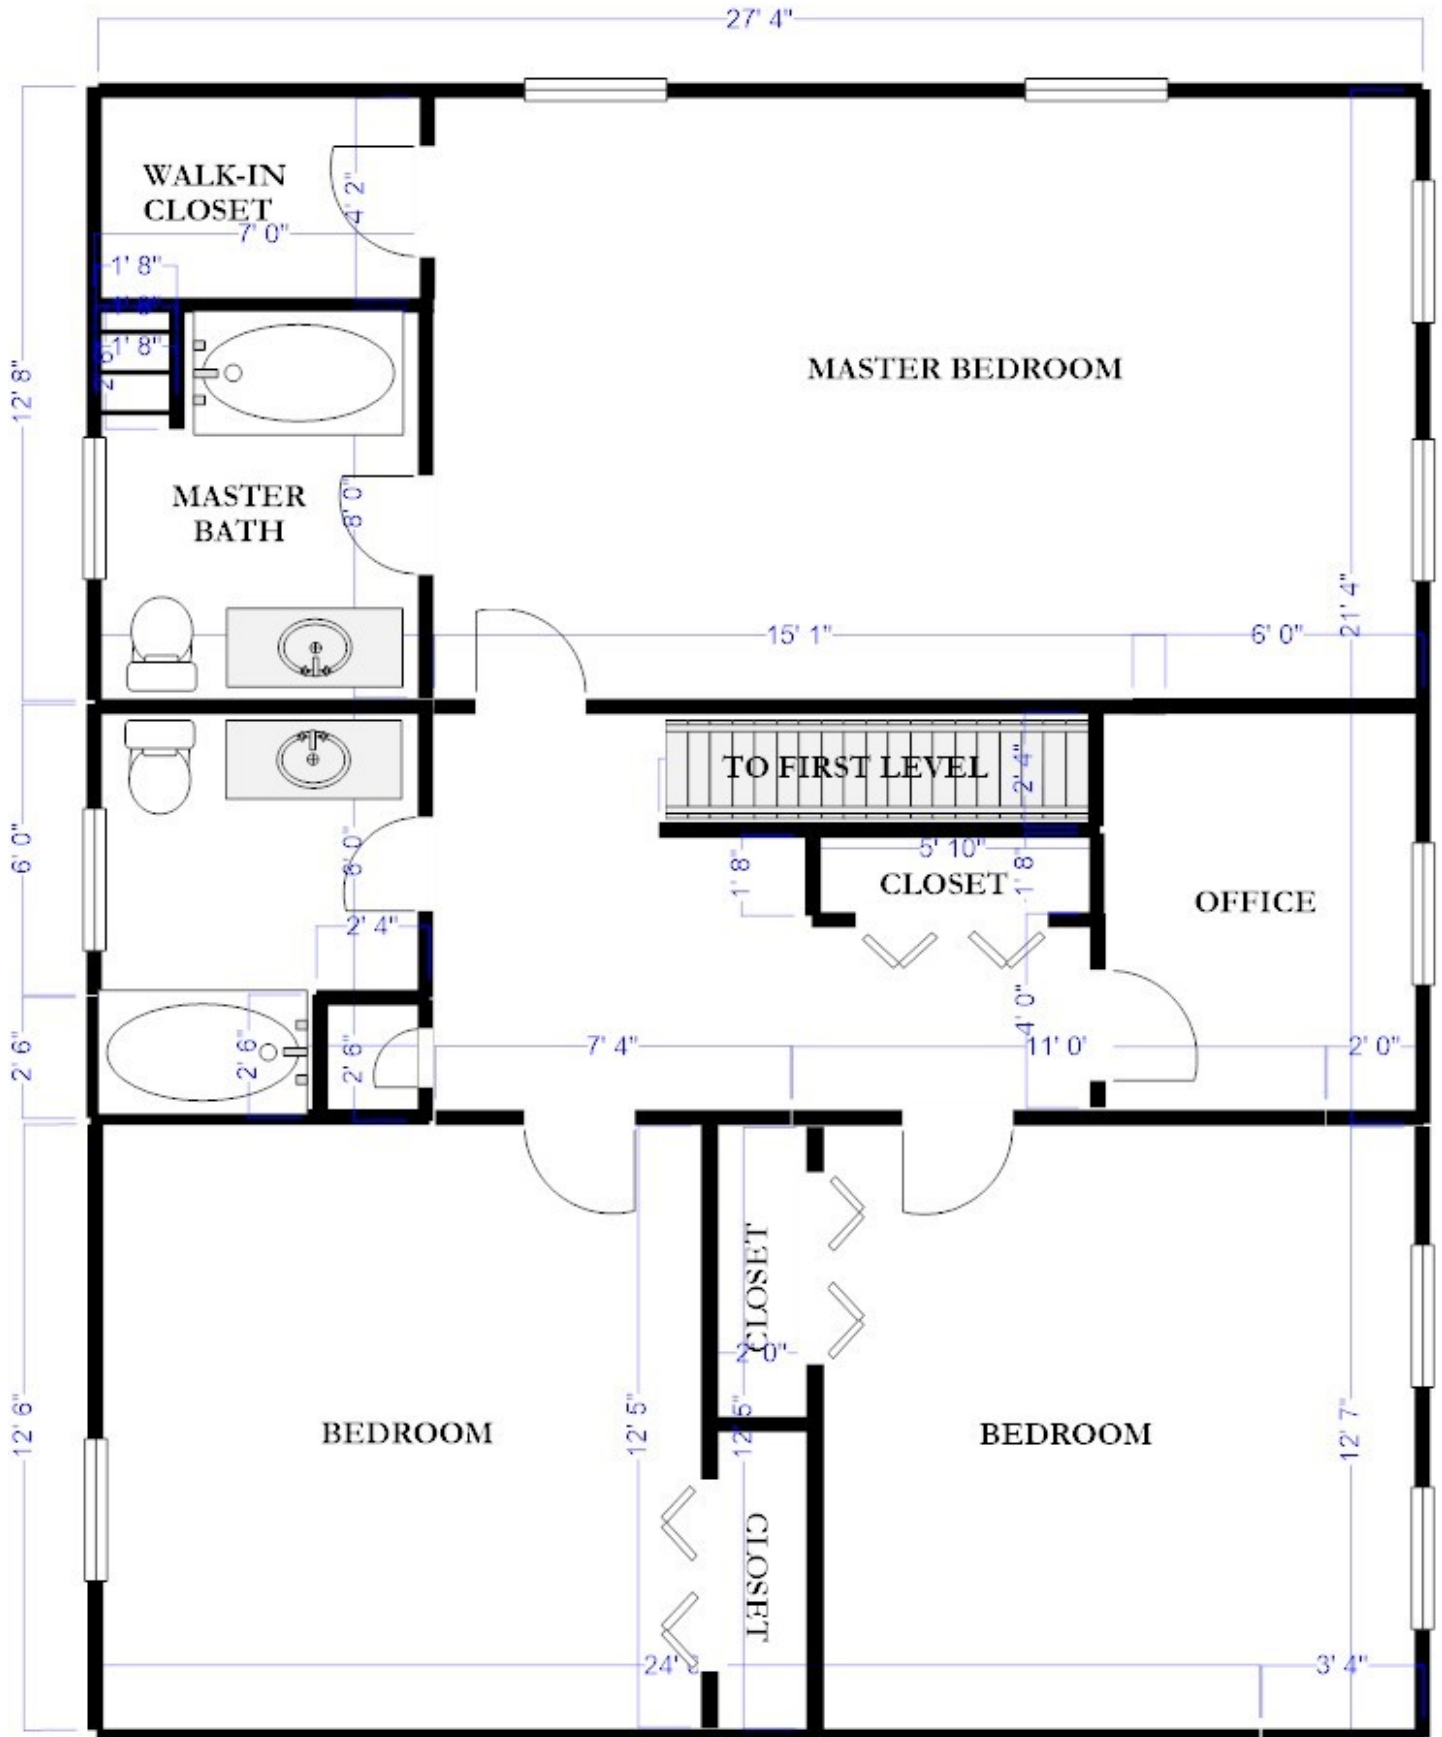 27' 4"
WALK-IN
CLOSET
4' 2"
7' 0"
1' 8"
1' 8"
12' 8"
MASTER BEDROOM
MASTER
BATH
8' 0"
21' 4"
15' 1"
6' 0"
TO FIRST LEVEL
2' 4"
6' 0"
6' 0"
1' 8"
5' 10"
1' 8"
CLOSET
OFFICE
2' 4"
4' 0"
2' 6"
2' 6"
2' 6"
7' 4"
11' 0'
2' 0"
CLOSET
2' 0"
12' 6"
BEDROOM
12' 5"
12' 5"
BEDROOM
12' 7"
CLOSET
24'
3' 4"